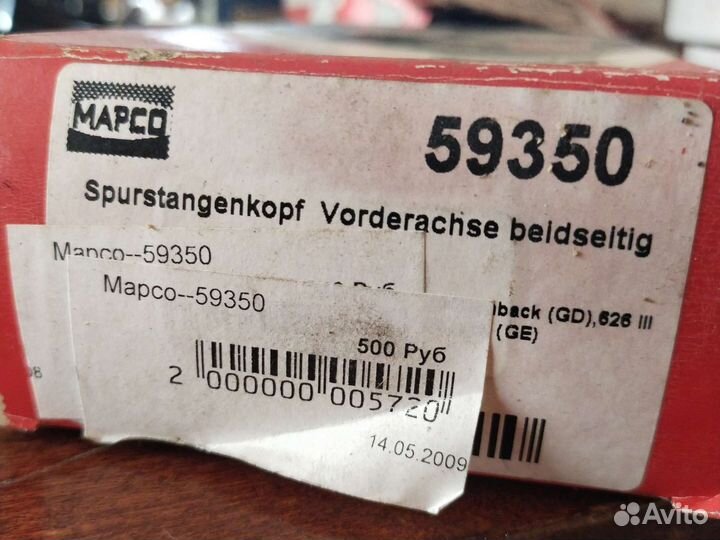 MAPCO
59350
Spurstangenkopf Vorderachse beidseitig
Mapco--59350
Mapco--59350
500 Руб
(GD),626 III
(GE)
2 000000 005720
14.05.2009
Avito